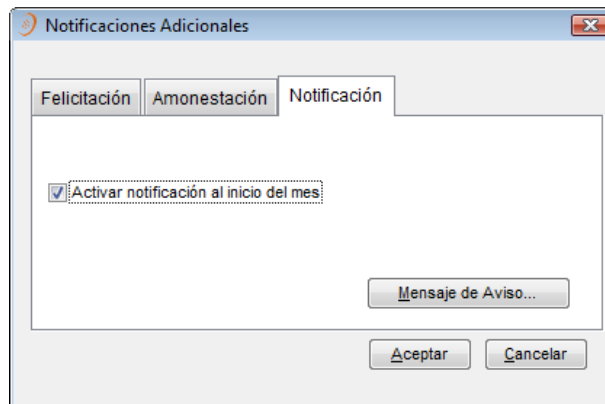 Notificaciones Adicionales
Felicitación Amonestación Notificación
Activar notificación al inicio del mes
Mensaje de Aviso...
Aceptar Cancelar